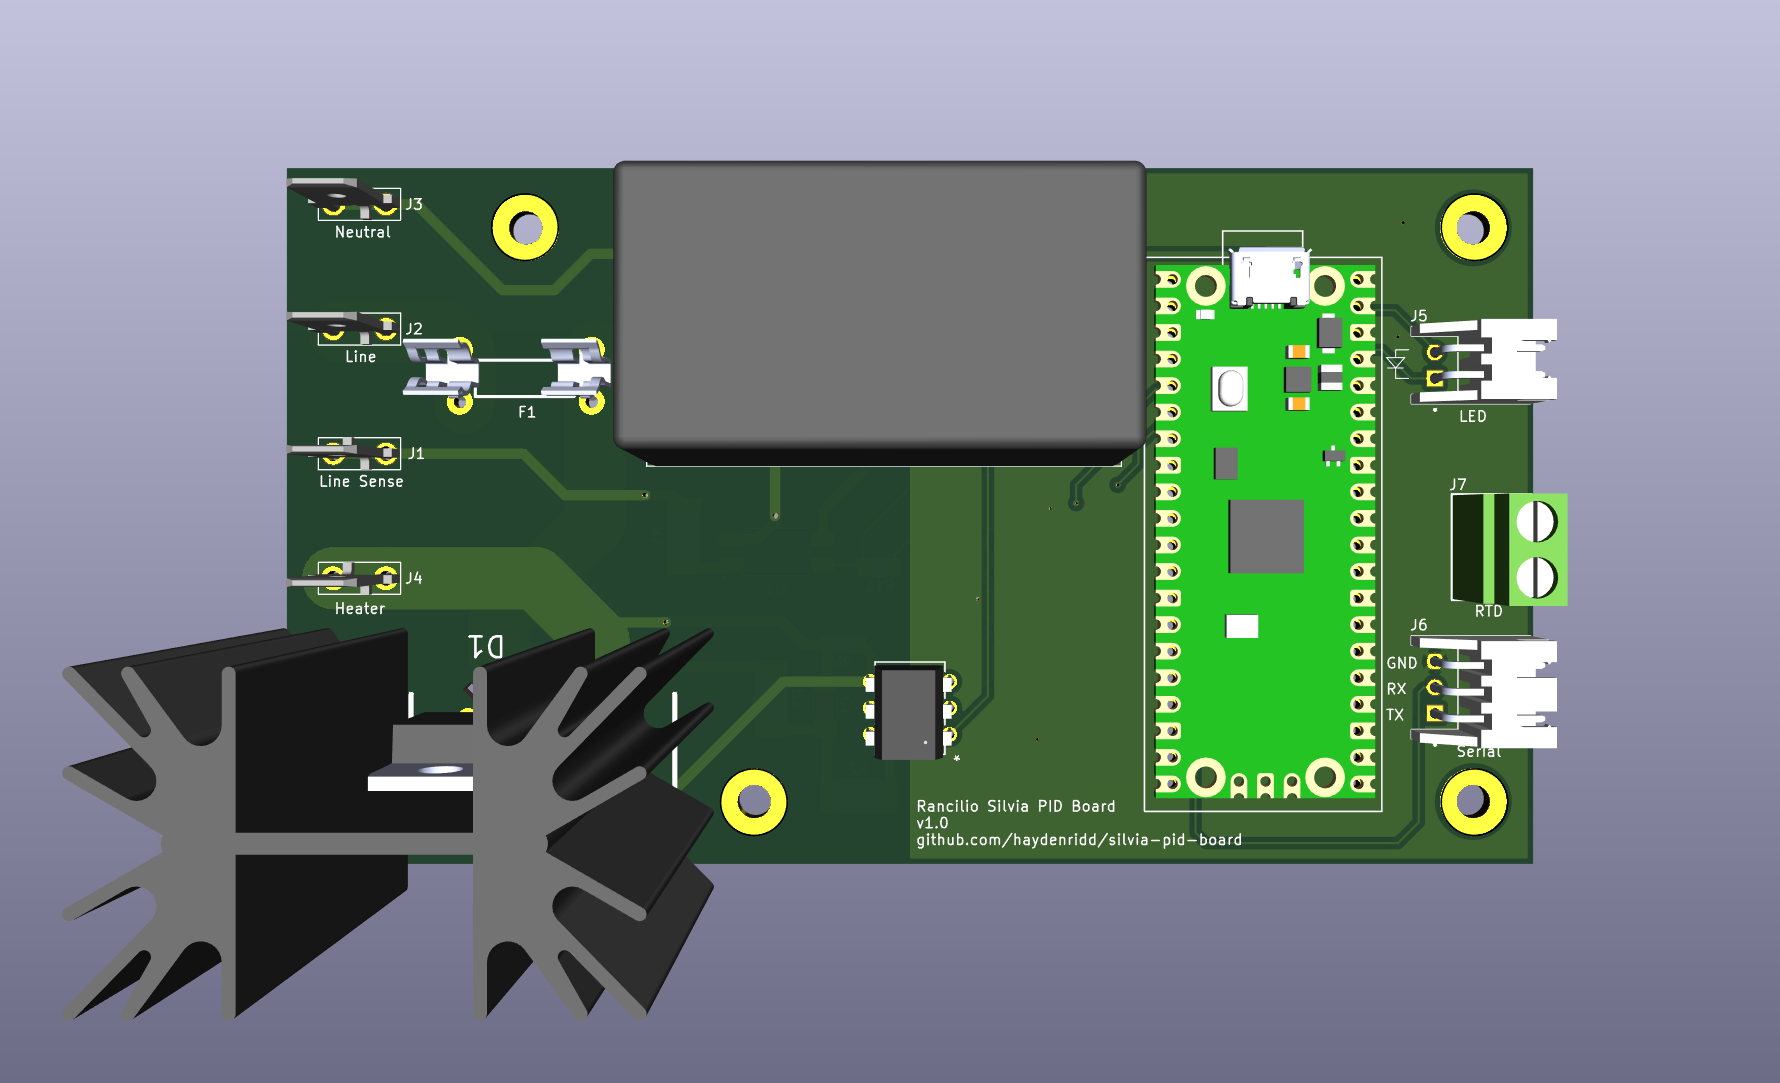 J3
Neutral
J2
Line
F1
J1
Line Sense
J4
Heater
D1
*
J5
LED
J7
RTD
J6
GND
RX
TX
Serial
Rancilio Silvia PID Board
v1.0
github.com/haydenridd/silvia-pid-board